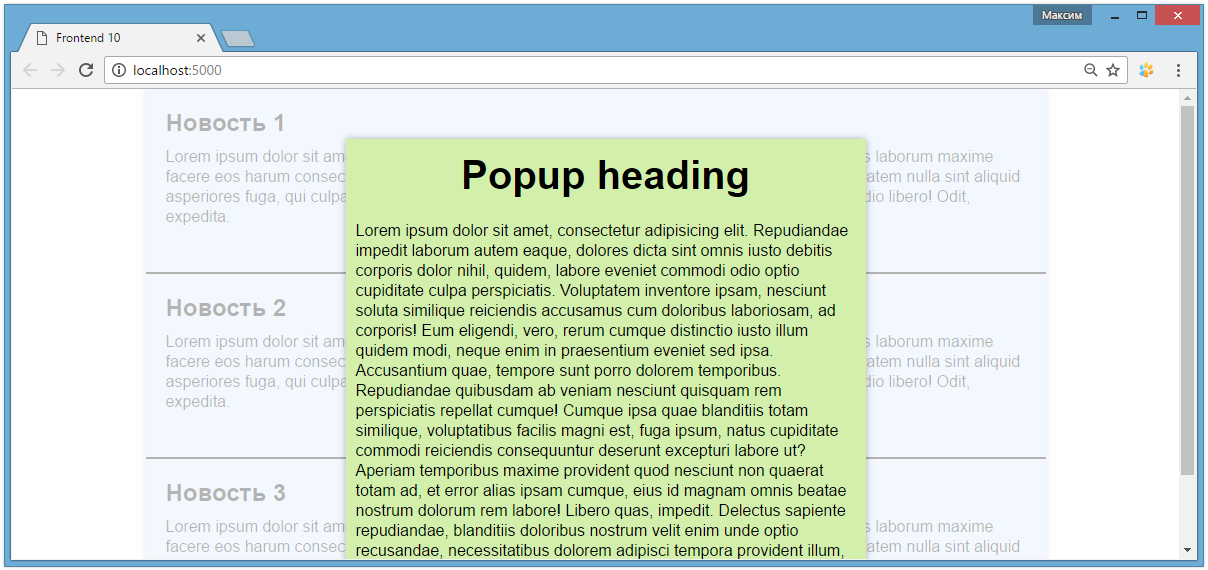 Максим
Frontend 10
localhost:5000
Новость 1
Lorem ipsum dolor sit am
s laborum maxime
facere eos harum consec
tatem nulla sint aliquid
asperiores fuga, qui culpa
dio libero! Odit,
expedita.
Popup heading
Lorem ipsum dolor sit amet, consectetur adipisicing elit. Repudiandae
impedit laborum autem eaque, dolores dicta sint omnis iusto debitis
corporis dolor nihil, quidem, labore eveniet commodi odio optio
cupiditate culpa perspiciatis. Voluptatem inventore ipsam, nesciunt
soluta similique reiciendis accusamus cum doloribus laboriosam, ad
corporis! Eum eligendi, vero, rerum cumque distinctio iusto illum
quidem modi, neque enim in praesentium eveniet sed ipsa.
Accusantium quae, tempore sunt porro dolorem temporibus.
Repudiandae quibusdam ab veniam nesciunt quisquam rem
perspiciatis repellat cumque! Cumque ipsa quae blanditiis totam
similique, voluptatibus facilis magni est, fuga ipsum, natus cupiditate
commodi reiciendis consequuntur deserunt excepturi labore ut?
Aperiam temporibus maxime provident quod nesciunt non quaerat
totam ad, et error alias ipsam cumque, eius id magnam omnis beatae
nostrum dolorum rem labore! Libero quas, impedit. Delectus sapiente
repudiandae, blanditiis doloribus nostrum velit enim unde optio
recusandae, necessitatibus dolorem adipisci tempora provident illum,
Новость 2
Lorem ipsum dolor sit am
s laborum maxime
facere eos harum consec
tatem nulla sint aliquid
asperiores fuga, qui culpa
dio libero! Odit,
expedita.
Новость 3
Lorem ipsum dolor sit am
s laborum maxime
facere eos harum consec
tatem nulla sint aliquid